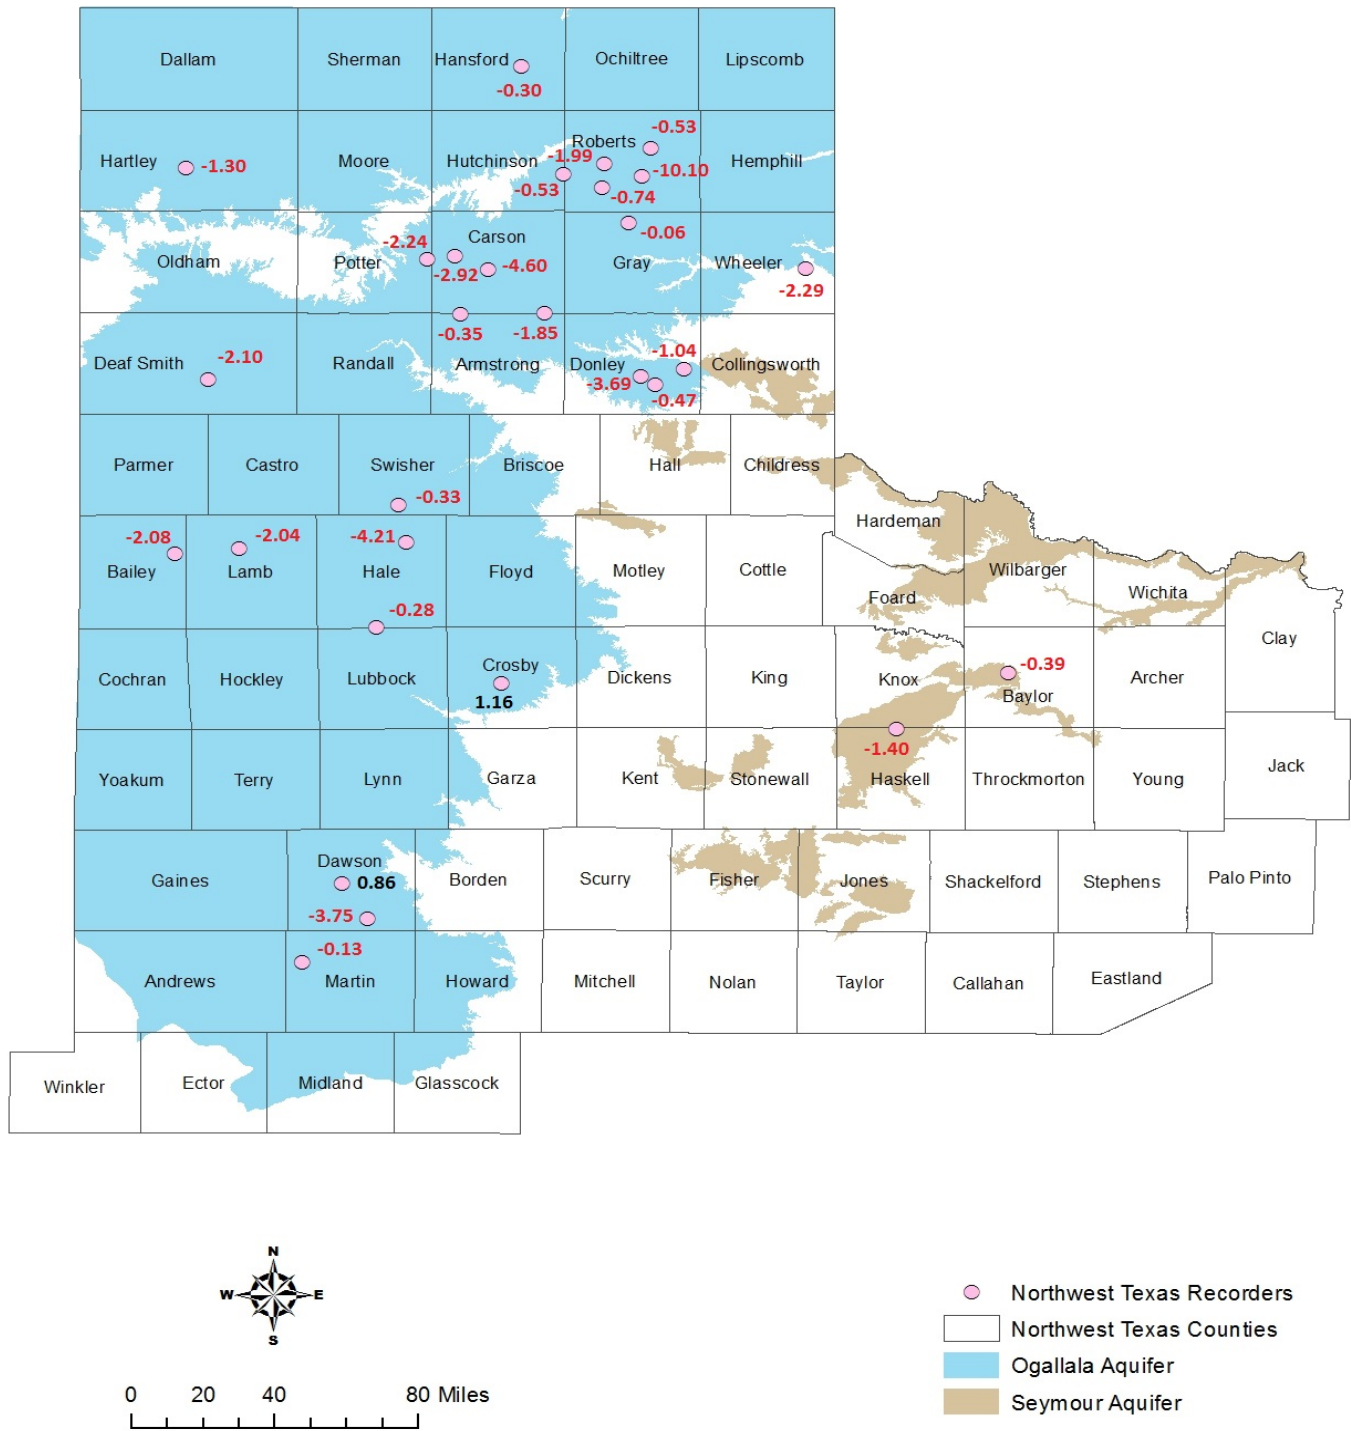 Dallam
Sherman
Hansford
Ochiltree
Lipscomb
-0.30
Hartley
-1.30
Moore
Hutchinson
Roberts
-0.53
-1.99
-10.10
-0.53
-0.74
Hemphill
Oldham
Potter
-2.24
Carson
-2.92
-4.60
-0.06
Gray
Wheeler
-2.29
Deaf Smith
-2.10
Randall
-0.35
-1.85
Armstrong
Donley
-1.04
-3.69
-0.47
Collingsworth
Parmer
Castro
Swisher
-0.33
Briscoe
Hall
Childress
Hardeman
-2.08
Bailey
-2.04
Lamb
-4.21
Hale
-0.28
Floyd
Motley
Cottle
Foard
Wilbarger
Wichita
Clay
Cochran
Hockley
Lubbock
Crosby
1.16
Dickens
King
Knox
-0.39
Baylor
Archer
Yoakum
Terry
Lynn
Garza
Kent
Stonewall
-1.40
Haskell
Throckmorton
Young
Jack
Gaines
Dawson
0.86
-3.75
Borden
Scurry
Fisher
Jones
Shackelford
Stephens
Palo Pinto
Andrews
-0.13
Martin
Howard
Mitchell
Nolan
Taylor
Callahan
Eastland
Winkler
Ector
Midland
Glasscock
N
W E
S
0 20 40 80 Miles
Northwest Texas Recorders
Northwest Texas Counties
Ogallala Aquifer
Seymour Aquifer